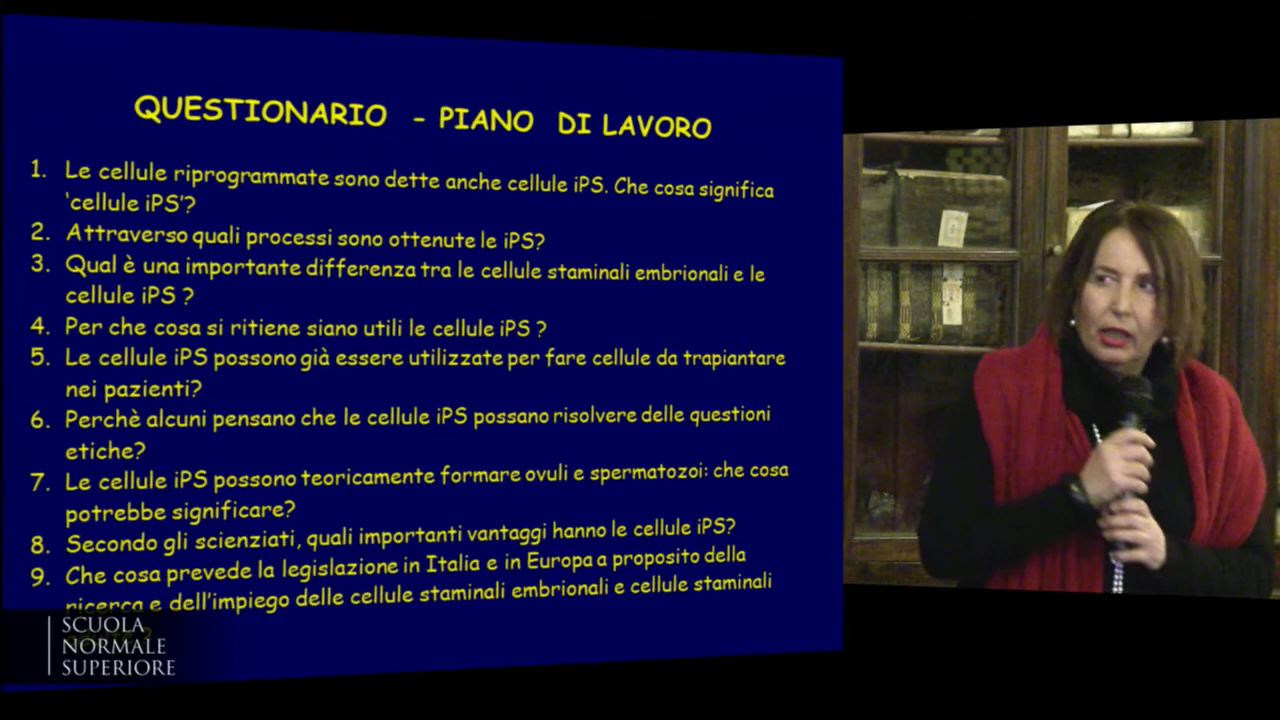 QUESTIONARIO - PIANO DI LAVORO
1. Le cellule riprogrammate sono dette anche cellule iPS. Che cosa significa
'cellule iPS'?
2. Attraverso quali processi sono ottenute le iPS?
3. Qual è una importante differenza tra le cellule staminali embrionali e le
cellule iPS ?
4. Per che cosa si ritiene siano utili le cellule iPS ?
5. Le cellule iPS possono già essere utilizzate per fare cellule da trapiantare
nei pazienti?
6. Perchè alcuni pensano che le cellule iPS possano risolvere delle questioni
etiche?
7. Le cellule iPS possono teoricamente formare ovuli e spermatozoi: che cosa
potrebbe significare?
8. Secondo gli scienziati, quali importanti vantaggi hanno le cellule iPS?
9. Che cosa prevede la legislazione in Italia e in Europa a proposito della
ricerca e dell'impiego delle cellule staminali embrionali e cellule staminali
SCUOLA
NORMALE
SUPERIORE